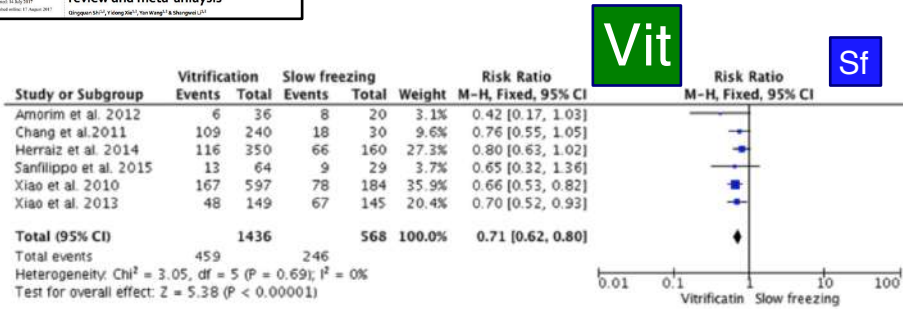 review and meta-analysis
Qingquan Shi, Yidong Xie, Yan Wang & Shangwei Li
Vit
Sf
Vitrification Slow freezing Risk Ratio Risk Ratio
Study or Subgroup Events Total Events Total Weight M-H, Fixed, 95% CI M-H, Fixed, 95% CI
Amorim et al. 2012 6 36 8 20 3.1% 0.42 [0.17, 1.03]
Chang et al.2011 109 240 18 30 9.6% 0.76 [0.55, 1.05]
Herraiz et al. 2014 116 350 66 160 27.3% 0.80 [0.63, 1.02]
Sanfilippo et al. 2015 13 64 9 29 3.7% 0.65 [0.32, 1.36]
Xiao et al. 2010 167 597 78 184 35.9% 0.66 [0.53, 0.82]
Xiao et al. 2013 48 149 67 145 20.4% 0.70 [0.52, 0.93]
Total (95% CI) 1436 568 100.0% 0.71 [0.62, 0.80]
Total events 459 246
Heterogeneity: Chi² = 3.05, df = 5 (P = 0.69); I² = 0%
Test for overall effect: Z = 5.38 (P < 0.00001)
0.01 0.1 1 10 100
Vitrificatin Slow freezing